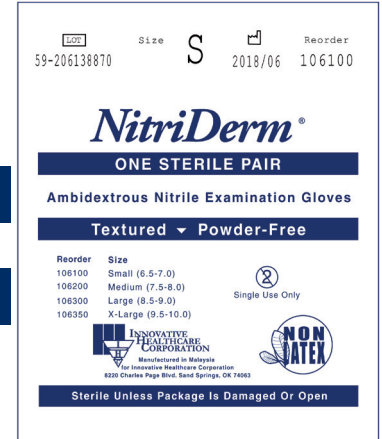 LOT Size S Reorder
59-206138870 2018/06 106100
NitriDerm®
ONE STERILE PAIR
Ambidextrous Nitrile Examination Gloves
Textured Powder-Free
Reorder Size
106100 Small (6.5-7.0)
106200 Medium (7.5-8.0)
106300 Large (8.5-9.0)
106350 X-Large (9.5-10.0)
2
Single Use Only
INNOVATIVE
HEALTHCARE
CORPORATION
Manufactured in Malaysia
for Innovative Healthcare Corporation
8220 Charles Page Blvd, Sand Springs, OK 74063
NON
LATEX
Sterile Unless Package Is Damaged Or Open